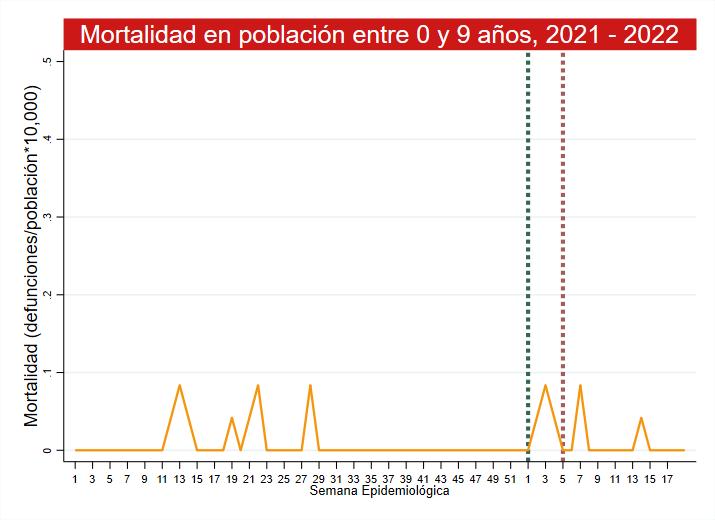 Mortalidad en población entre 0 y 9 años, 2021 - 2022
Mortalidad (defunciones/población*10,000)
.5
.4
.3
.2
.1
0
1 3 5 7 9 11 13 15 17 19 21 23 25 27 29 31 33 35 37 39 41 43 45 47 49 51 1 3 5 7 9 11 13 15 17
Semana Epidemiológica